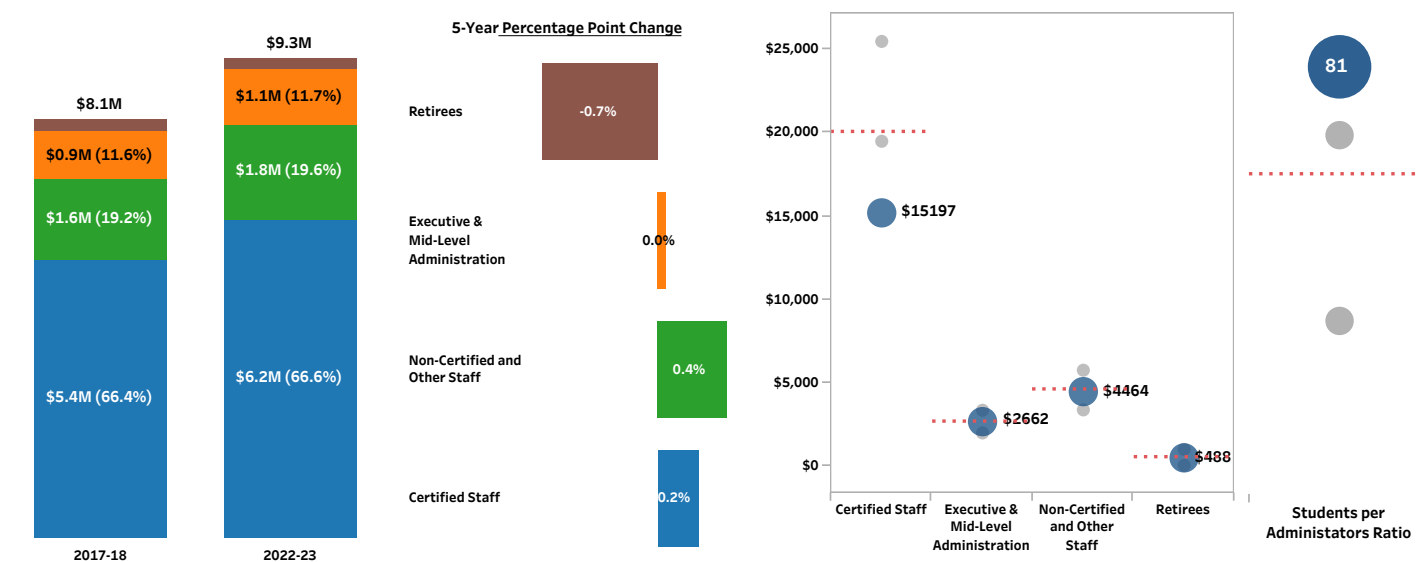 $8.1M
$0.9M (11.6%)
$1.6M (19.2%)
$5.4M (66.4%)
2017-18
$9.3M
$1.1M (11.7%)
$1.8M (19.6%)
$6.2M (66.6%)
2022-23
5-Year Percentage Point Change
Retirees
-0.7%
Executive &
Mid-Level
Administration
0.0%
Non-Certified and
Other Staff
0.4%
Certified Staff
0.2%
$25,000
$20,000
$15,000
$10,000
$5,000
$0
$15197
$2662
$4464
$488
Certified Staff
Executive &
Mid-Level
Administration
Non-Certified
and Other
Staff
Retirees
81
Students per
Administators Ratio